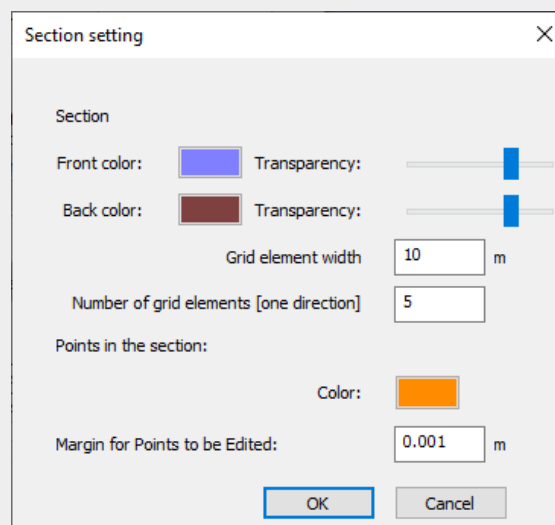 Section setting
Section
Front color: Transparency:
Back color: Transparency:
Grid element width 10 m
Number of grid elements [one direction] 5
Points in the section:
Color:
Margin for Points to be Edited: 0.001 m
OK Cancel